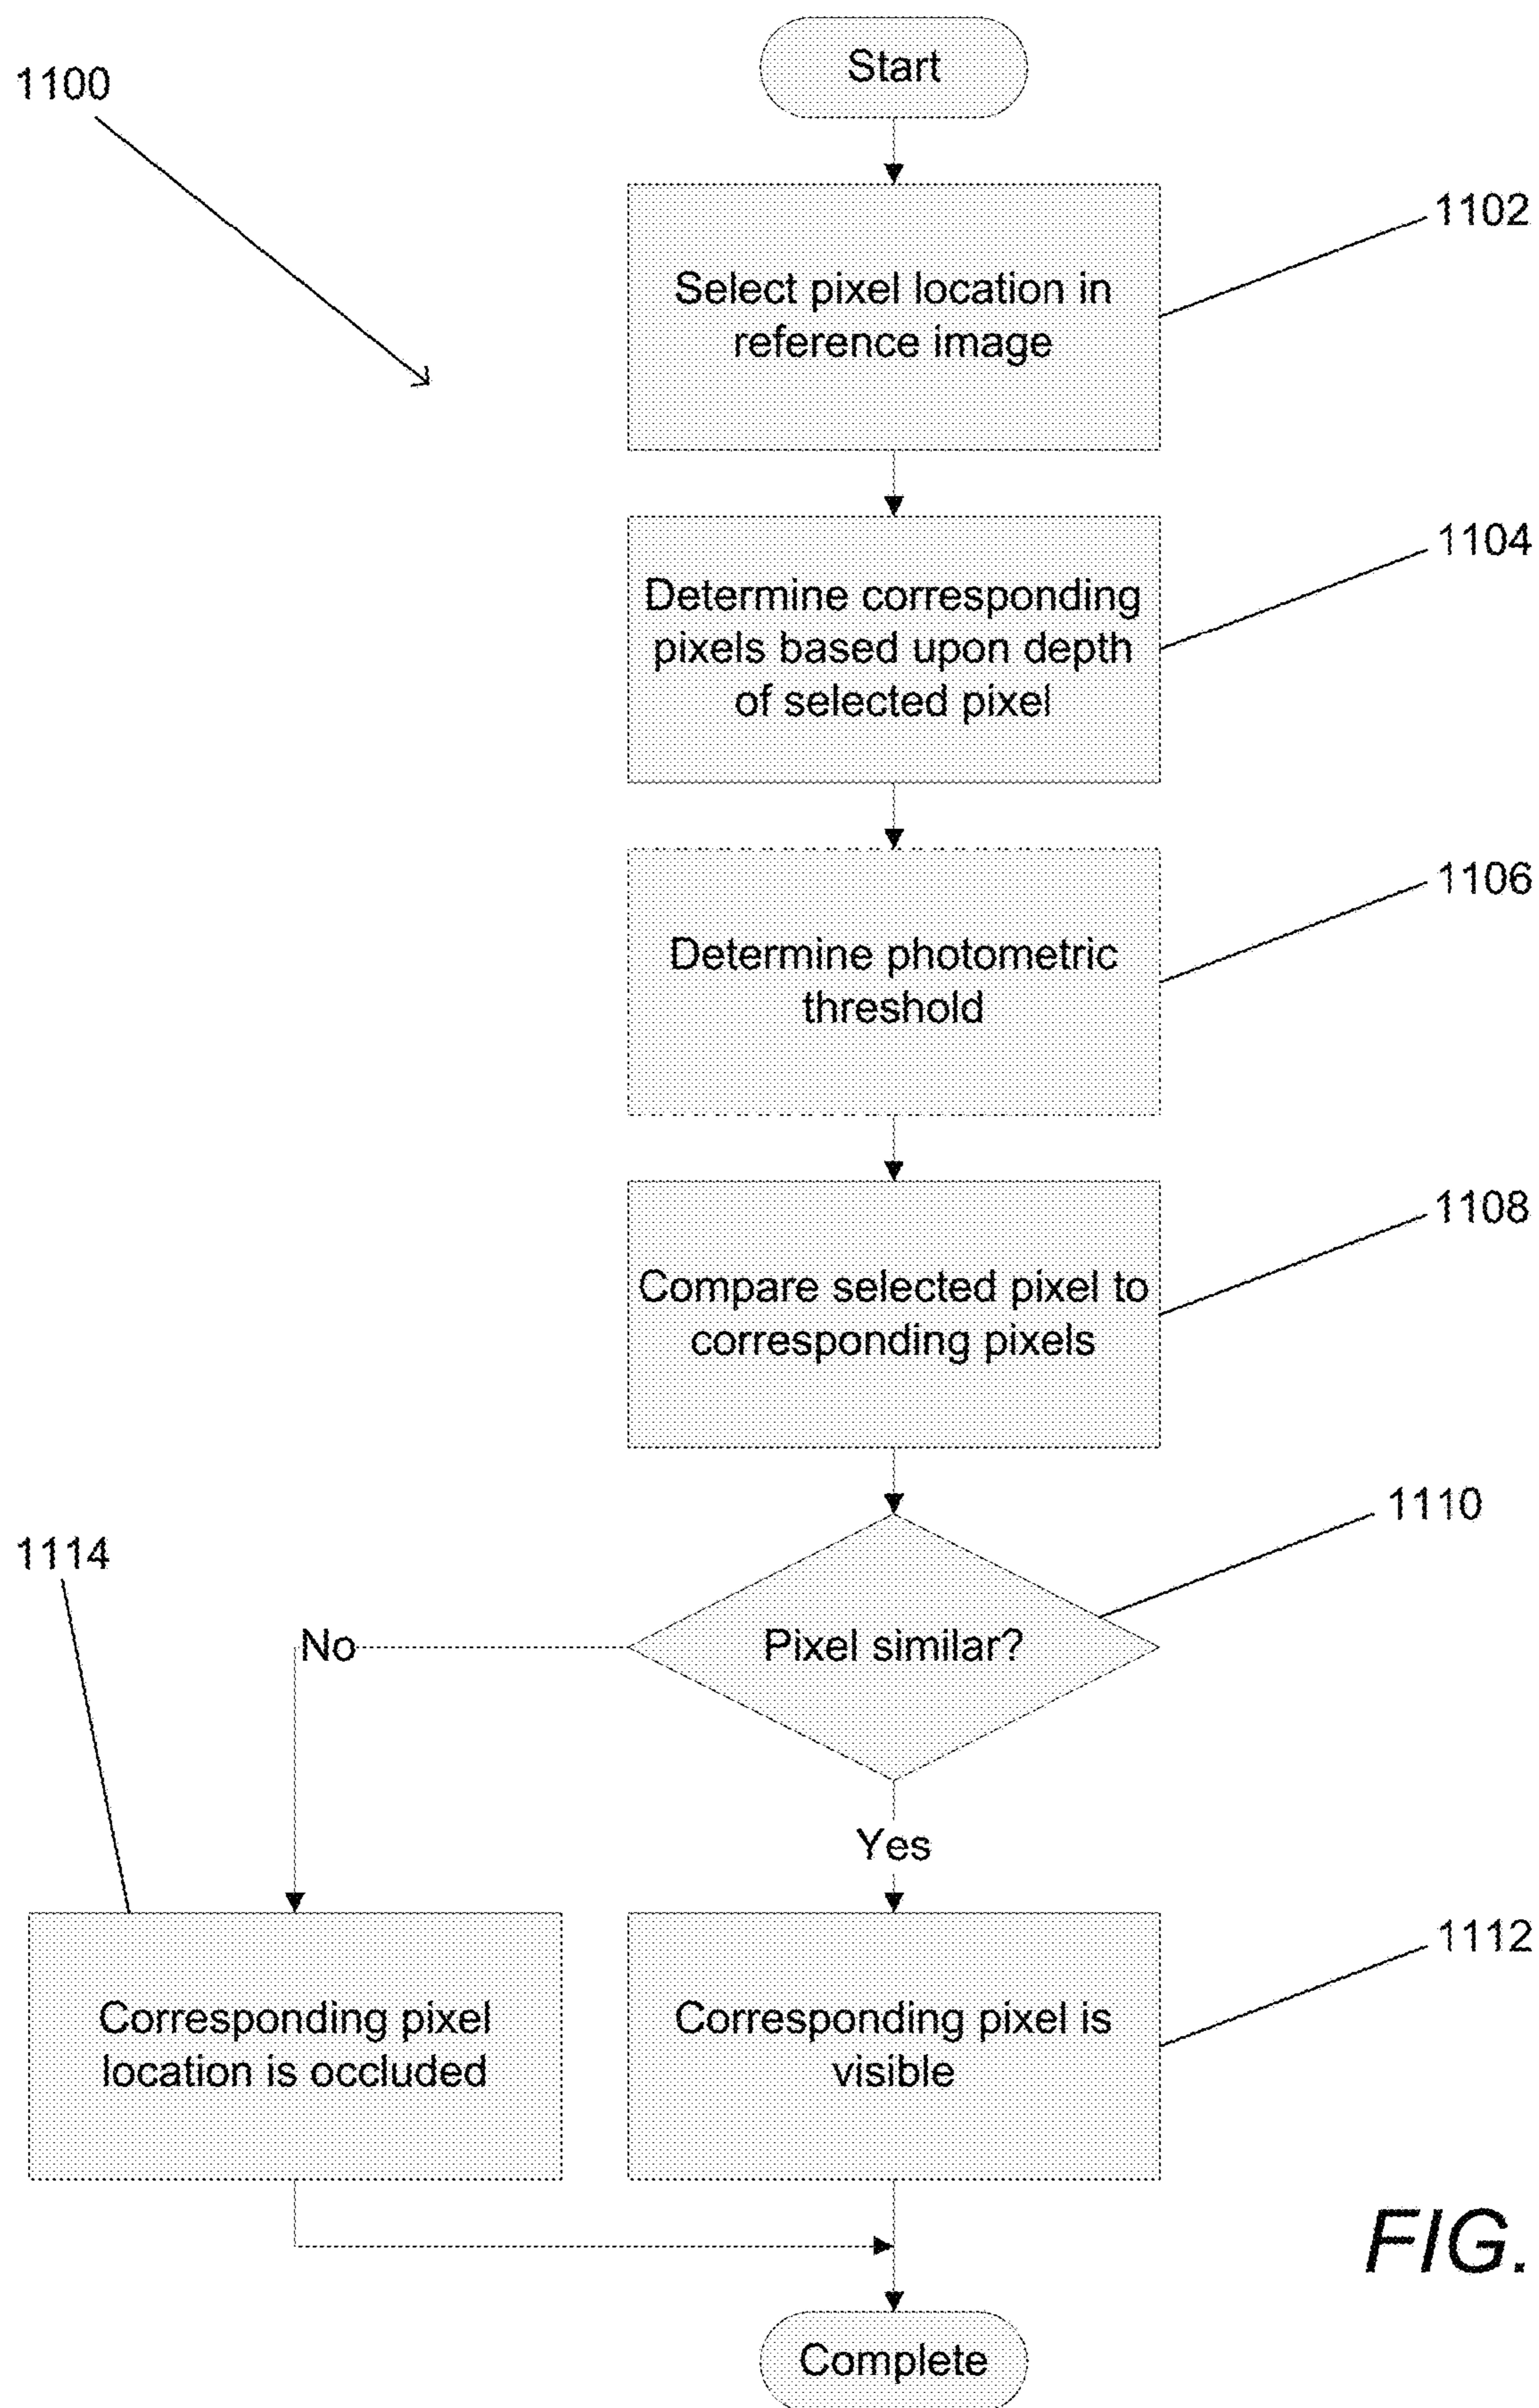 Start
1100
1102
Select pixel location in
reference image
1104
Determine corresponding
pixels based upon depth
of selected pixel
1106
Determine photometric
threshold
1108
Compare selected pixel to
corresponding pixels
1110
Pixel similar?
No
Yes
1114
Corresponding pixel
location is occluded
1112
Corresponding pixel is
visible
FIG.
Complete